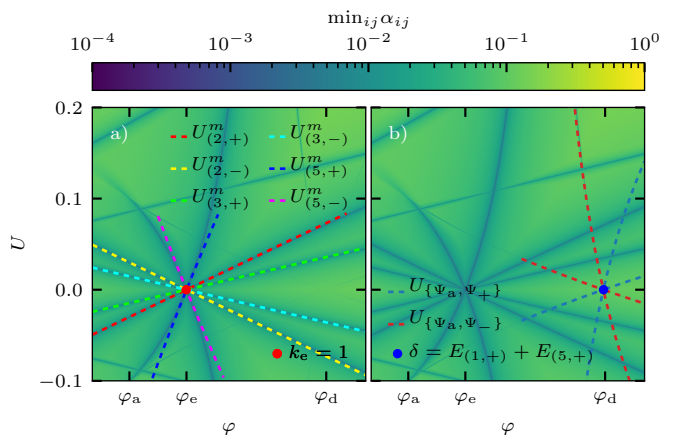 min_{ij} α_{ij}
10^{−4} 10^{−3} 10^{−2} 10^{−1} 10^{0}
a)
U^m_{(2,+)} U^m_{(3,−)}
U^m_{(2,−)} U^m_{(5,+)}
U^m_{(3,+)} U^m_{(5,−)}
k_e = 1
b)
U_{{Ψ_a, Ψ_+}}
U_{{Ψ_a, Ψ_−}}
δ = E_{(1,+)} + E_{(5,+)}
U
0.2
0.1
0.0
−0.1
φ_a φ_e φ_d φ_a φ_e φ_d
φ φ